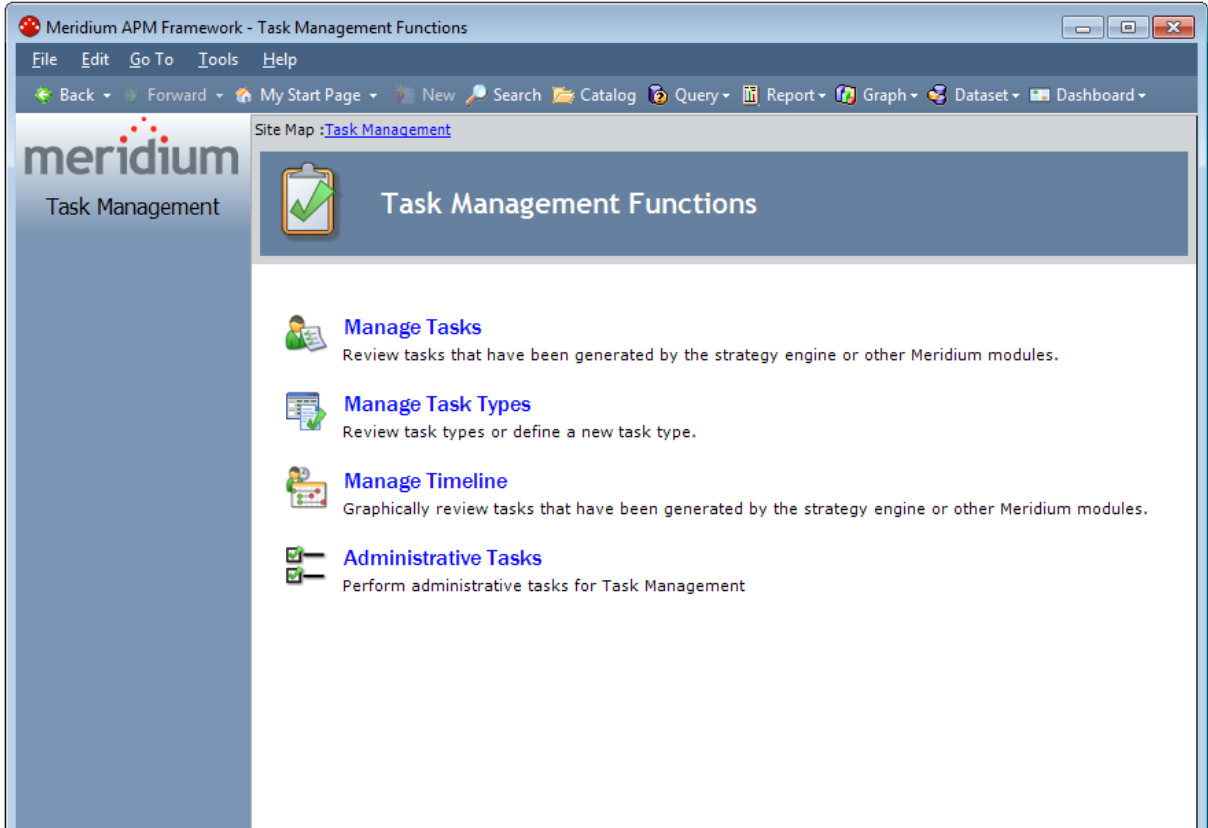 Meridium APM Framework - Task Management Functions
File Edit Go To Tools Help
Back Forward My Start Page New Search Catalog Query Report Graph Dataset Dashboard
meridium
Task Management
Site Map :Task Management
Task Management Functions
Manage Tasks
Review tasks that have been generated by the strategy engine or other Meridium modules.
Manage Task Types
Review task types or define a new task type.
Manage Timeline
Graphically review tasks that have been generated by the strategy engine or other Meridium modules.
Administrative Tasks
Perform administrative tasks for Task Management